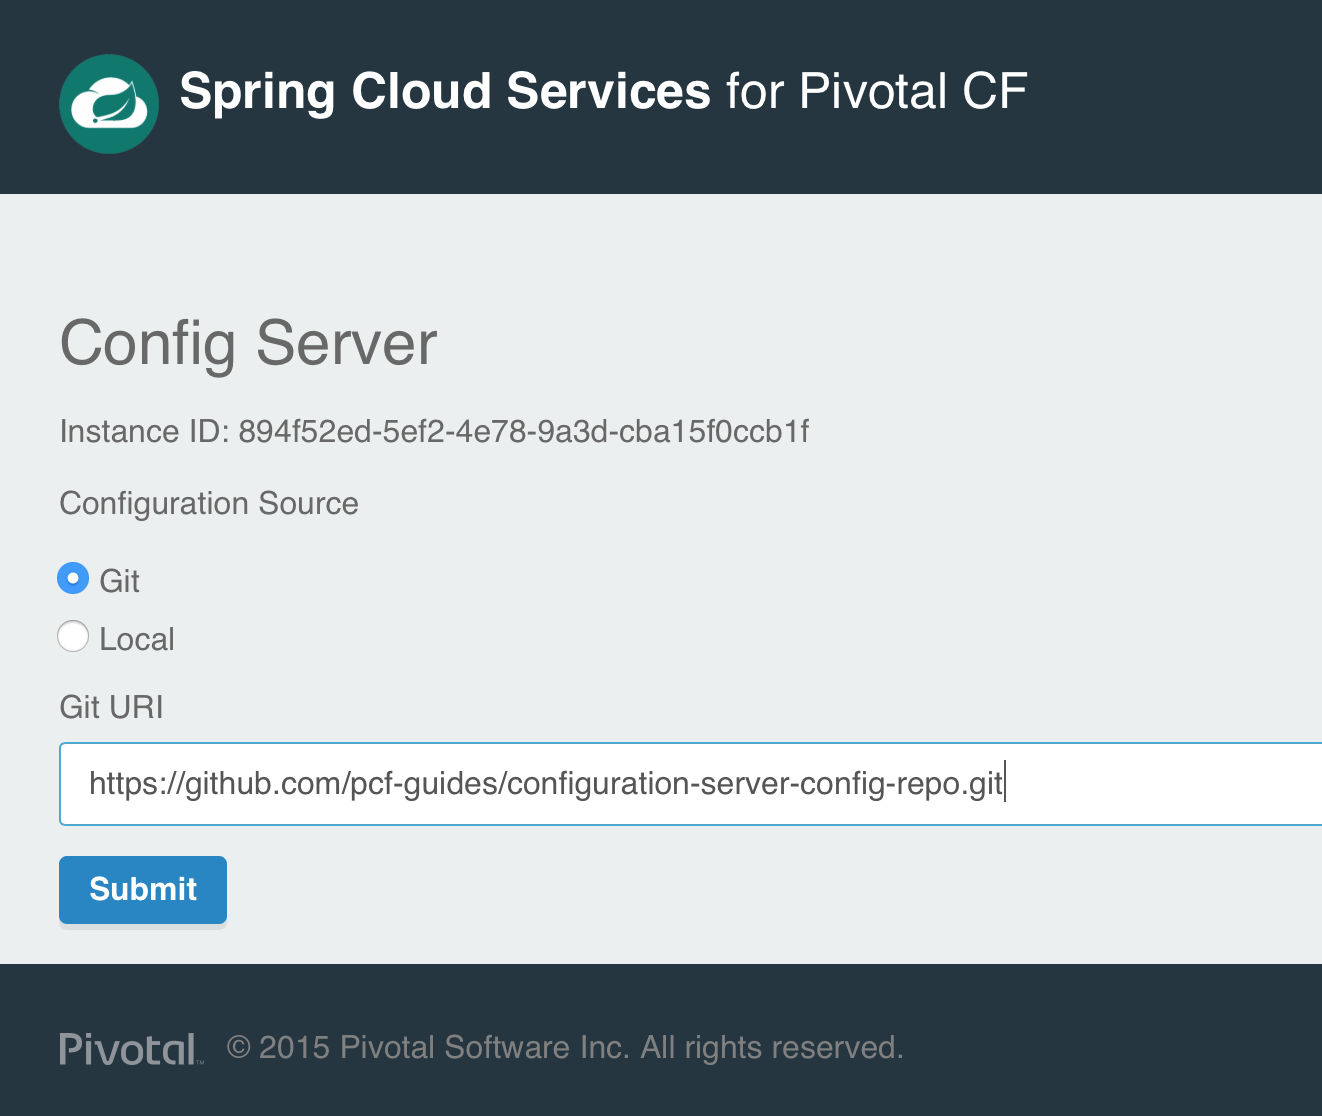 Spring Cloud Services for Pivotal CF
Config Server
Instance ID: 894f52ed-5ef2-4e78-9a3d-cba15f0ccb1f
Configuration Source
Git
Local
Git URI
https://github.com/pcf-guides/configuration-server-config-repo.git
Submit
Pivotal™ © 2015 Pivotal Software Inc. All rights reserved.